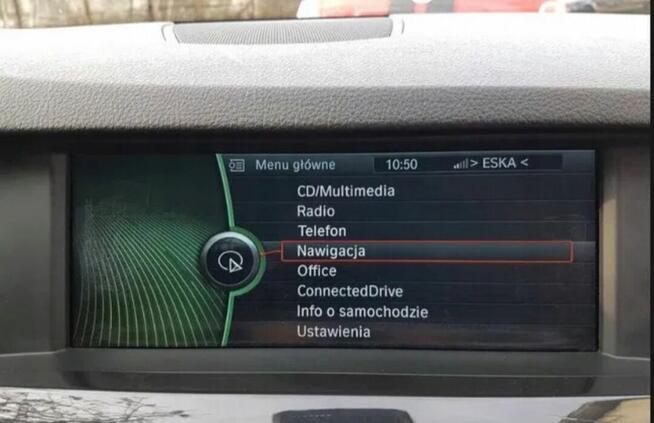 Menu główne 10:50 > ESKA <
CD/Multimedia
Radio
Telefon
Nawigacja
Office
ConnectedDrive
Info o samochodzie
Ustawienia